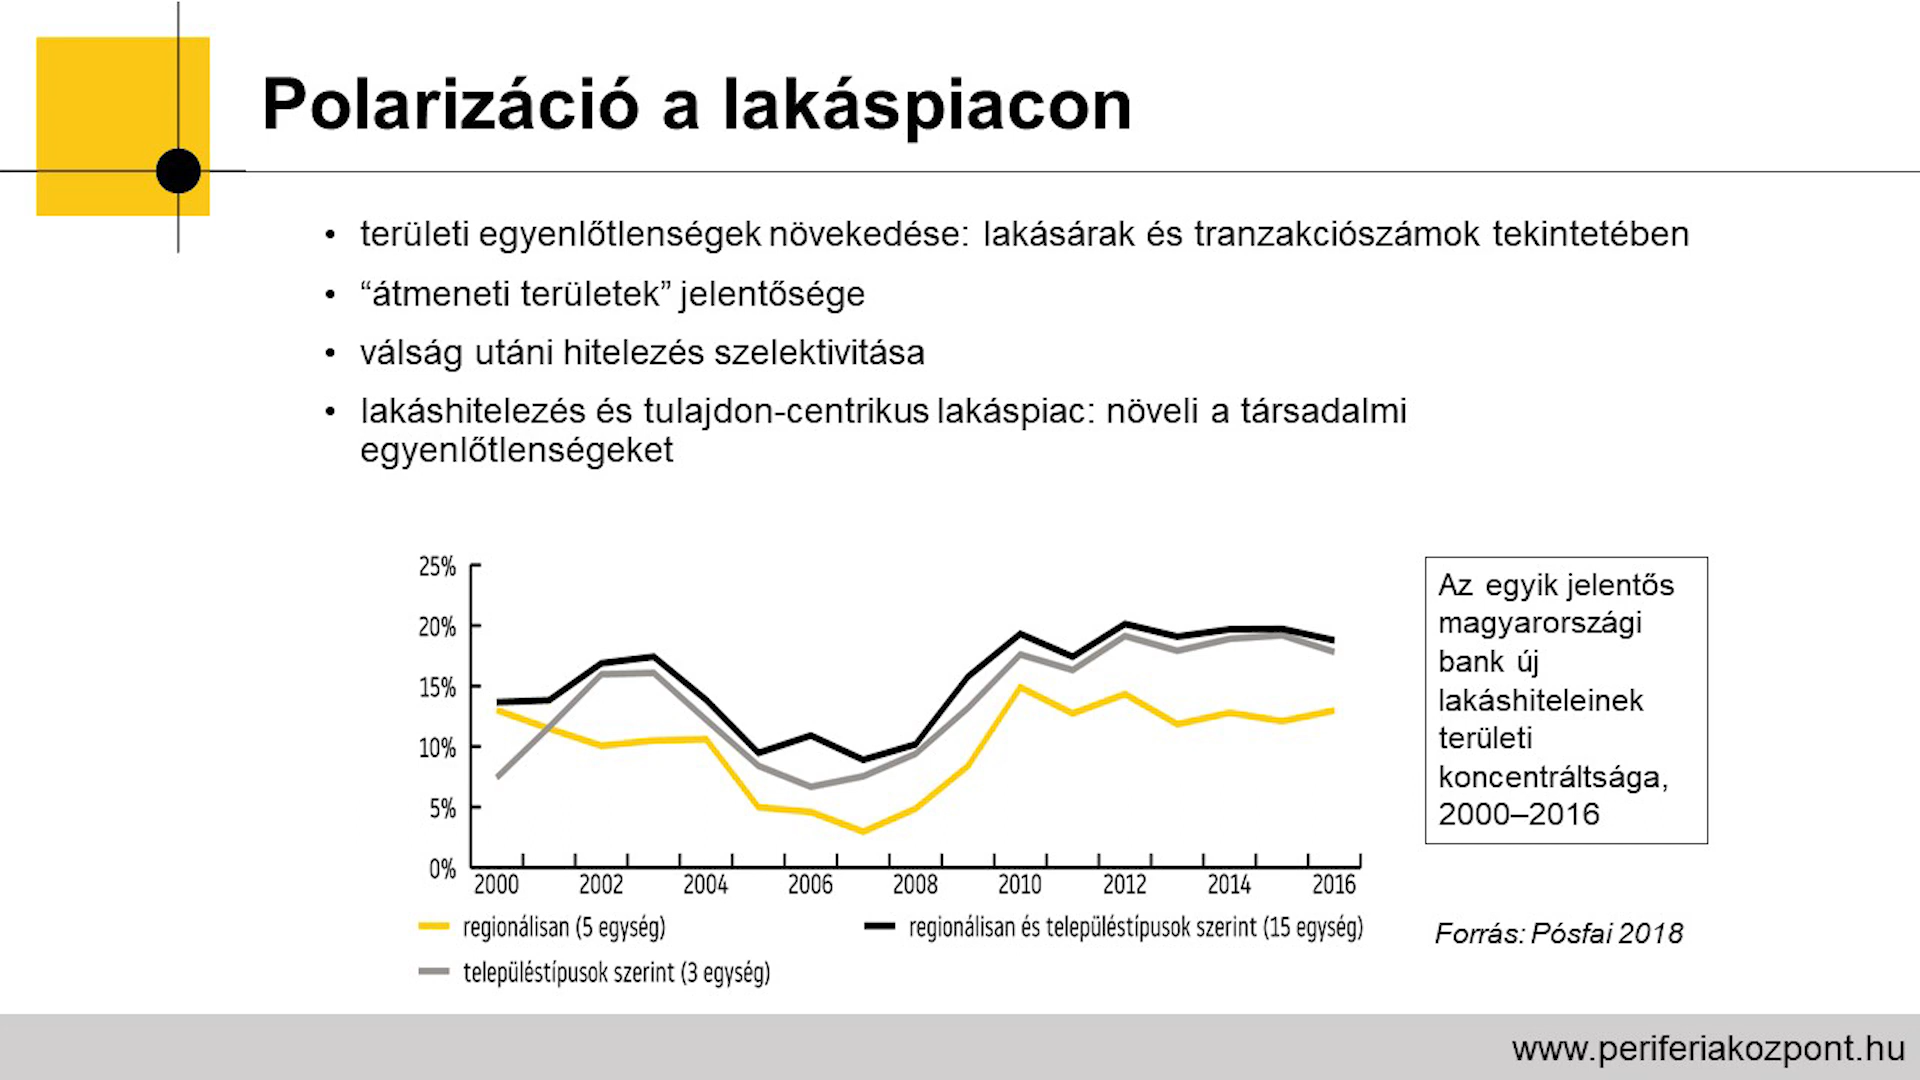 Polarizáció a lakáspiacon
• területi egyenlőtlenségek növekedése: lakásárak és tranzakciószámok tekintetében
• “átmeneti területek” jelentősége
• válság utáni hitelezés szelektivitása
• lakáshitelezés és tulajdon-centrikus lakáspiac: növeli a társadalmi
egyenlőtlenségeket
25%
20%
15%
10%
5%
0%
2000 2002 2004 2006 2008 2010 2012 2014 2016
regionálisan (5 egység)
regionálisan és településtípusok szerint (15 egység)
településtípusok szerint (3 egység)
Az egyik jelentős
magyarországi
bank új
lakáshiteleinek
területi
koncentráltsága,
2000–2016
Forrás: Pósfai 2018
www.periferiakozpont.hu